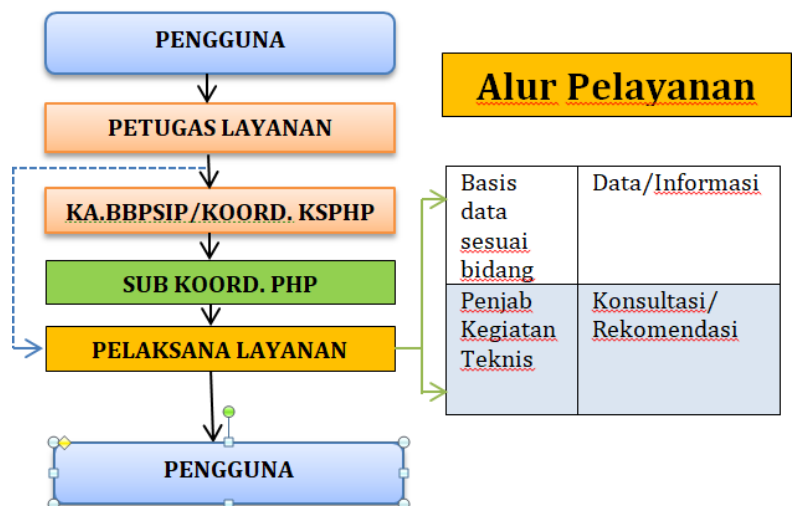 PENGGUNA
Alur Pelayanan
PETUGAS LAYANAN
KA.BBPSIP/KOORD. KSPHP
SUB KOORD. PHP
PELAKSANA LAYANAN
PENGGUNA
Basis
data
sesuai
bidang
Data/Informasi
Penjab
Kegiatan
Teknis
Konsultasi/
Rekomendasi